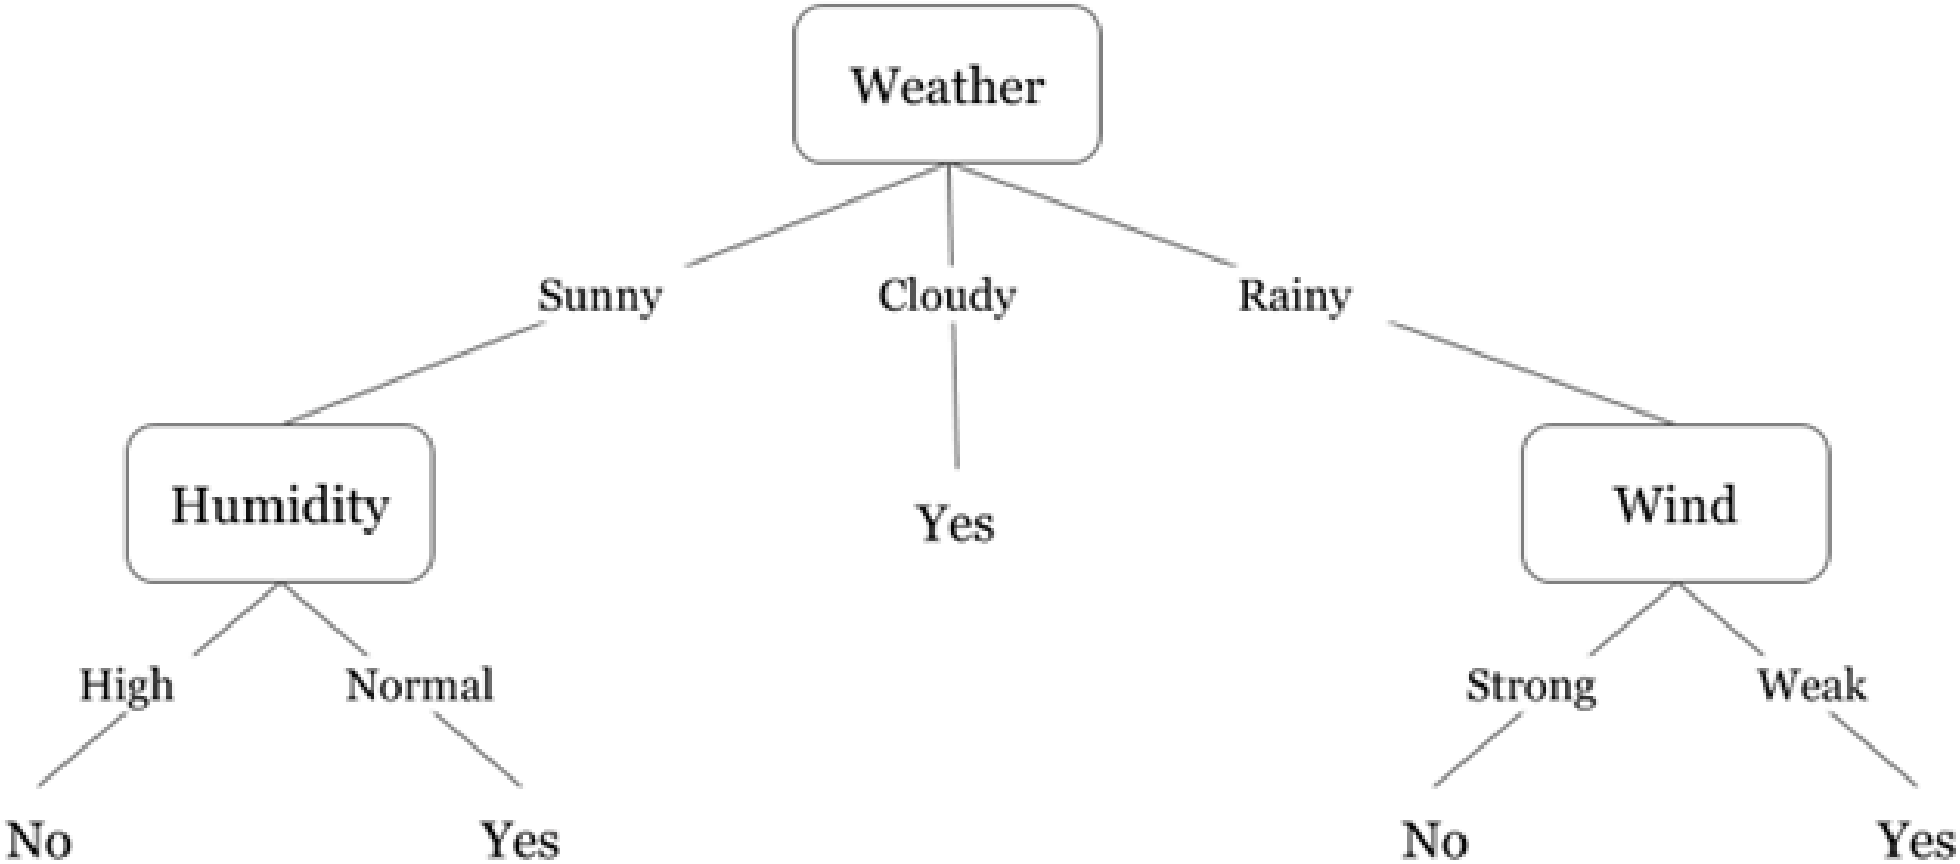 Weather
Sunny
Cloudy
Rainy
Humidity
Yes
Wind
High
Normal
Strong
Weak
No
Yes
No
Yes